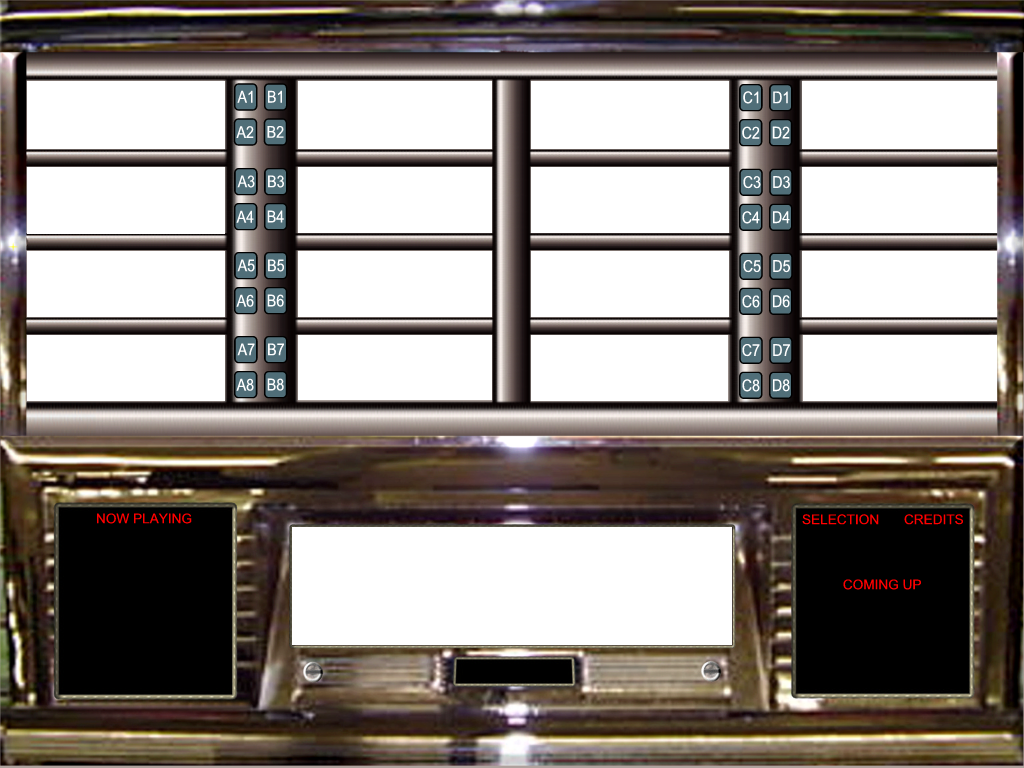 A1 B1 C1 D1
A2 B2 C2 D2
A3 B3 C3 D3
A4 B4 C4 D4
A5 B5 C5 D5
A6 B6 C6 D6
A7 B7 C7 D7
A8 B8 C8 D8
NOW PLAYING
SELECTION CREDITS
COMING UP